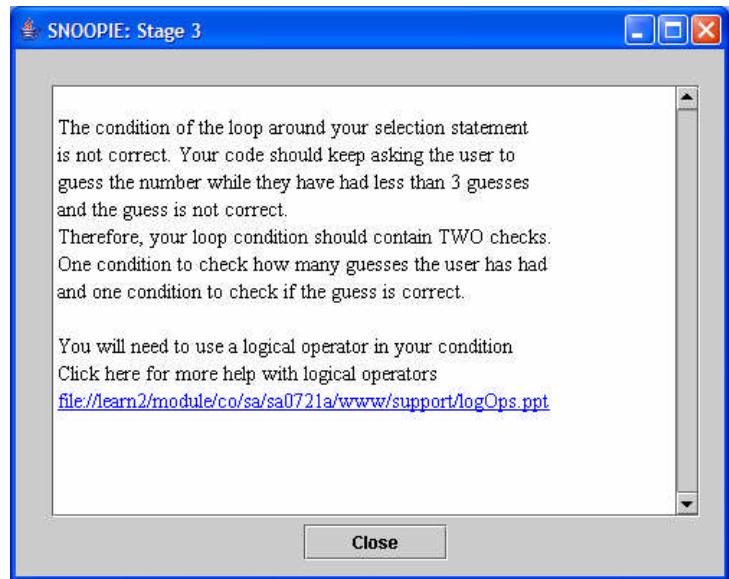 SNOOPIE: Stage 3
The condition of the loop around your selection statement
is not correct. Your code should keep asking the user to
guess the number while they have had less than 3 guesses
and the guess is not correct.
Therefore, your loop condition should contain TWO checks.
One condition to check how many guesses the user has had
and one condition to check if the guess is correct.
You will need to use a logical operator in your condition
Click here for more help with logical operators
file://learn2/module/co/sa/sa0721a/www/support/logOps.ppt
Close